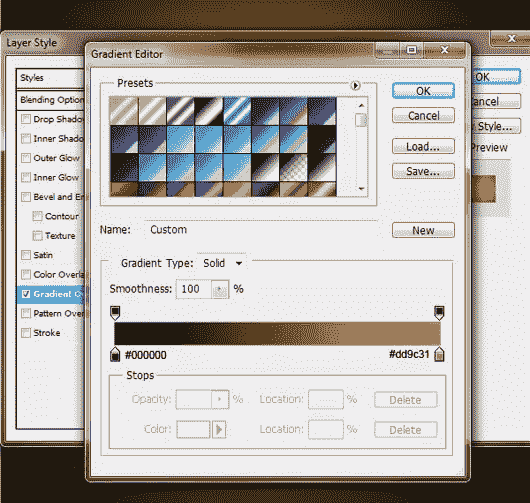 Layer Style
Gradient Editor
Styles
Blending Option
Drop Shado
Inner Shado
Outer Glow
Inner Glow
Bevel and Em
Contour
Texture
Satin
Color Overla
Gradient O
Pattern Over
Stroke
Presets
OK
Cancel
Load...
Save...
Name: Custom
New
Gradient Type: Solid
Smoothness: 100 %
#000000 #dd9c31
Stops
Opacity: % Location: % Delete
Color: Location: % Delete
OK
ancel
Style...
Preview